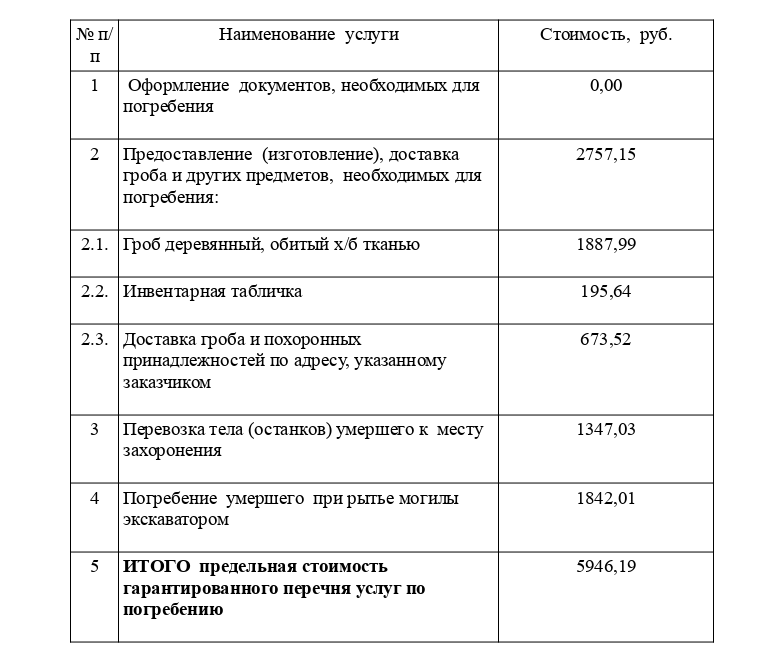 № п/ Наименование услуги Стоимость, руб.
п
1 Оформление документов, необходимых для 0,00
погребения
2 Предоставление (изготовление), доставка 2757,15
гроба и других предметов, необходимых для
погребения:
2.1. Гроб деревянный, обитый х/б тканью 1887,99
2.2. Инвентарная табличка 195,64
2.3. Доставка гроба и похоронных 673,52
принадлежностей по адресу, указанному
заказчиком
3 Перевозка тела (останков) умершего к месту 1347,03
захоронения
4 Погребение умершего при рытье могилы 1842,01
экскаватором
5 ИТОГО предельная стоимость 5946,19
гарантированного перечня услуг по
погребению